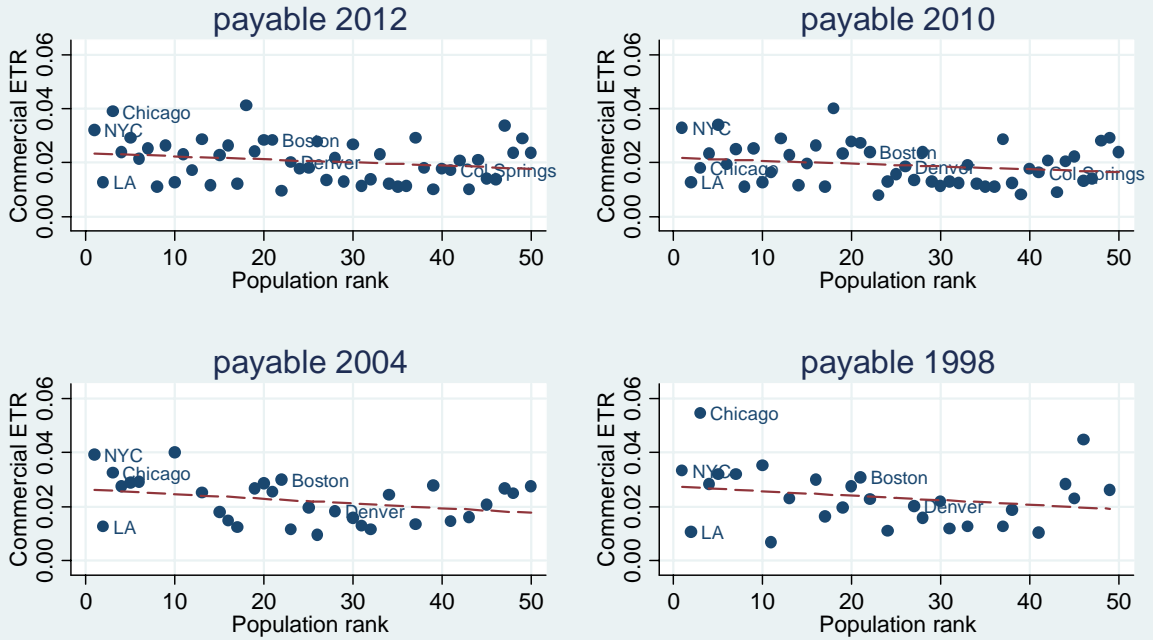 payable 2012
Commercial ETR
0.06
0.04
0.02
0.00
Chicago
NYC
Boston
Denver
Col Springs
LA
0 10 20 30 40 50
Population rank
payable 2010
Commercial ETR
0.06
0.04
0.02
0.00
NYC
Boston
Chicago
Denver
Col Springs
LA
0 10 20 30 40 50
Population rank
payable 2004
Commercial ETR
0.06
0.04
0.02
0.00
NYC
Chicago
Boston
Denver
LA
0 10 20 30 40 50
Population rank
payable 1998
Commercial ETR
0.06
0.04
0.02
0.00
Chicago
NYC
Boston
Denver
LA
0 10 20 30 40 50
Population rank